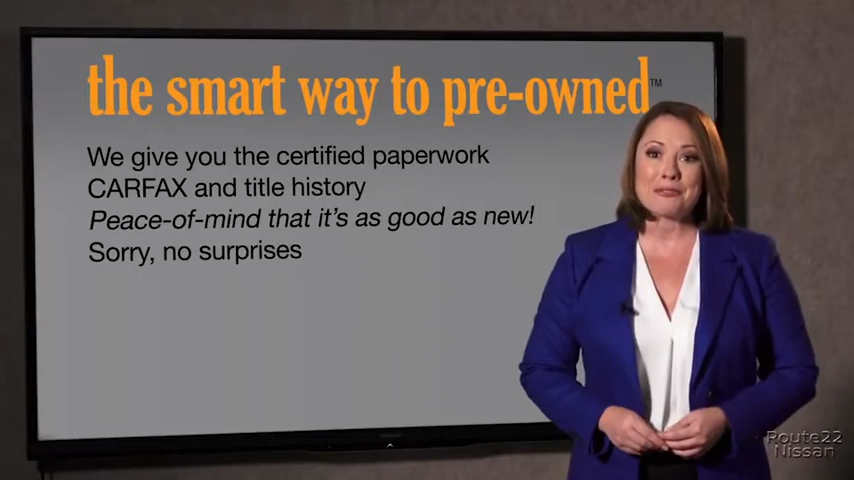 the smart way to pre-owned™
We give you the certified paperwork
CARFAX and title history
Peace-of-mind that it's as good as new!
Sorry, no surprises
Route22
Nissan